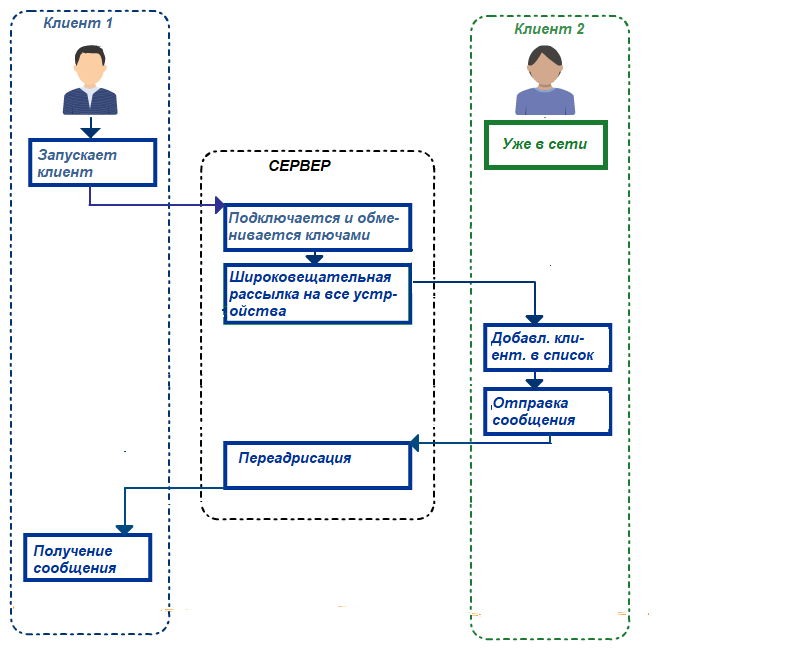 Клиент 1
Клиент 2
Запускает
клиент
СЕРВЕР
Уже в сети
Подключается и обме-
нивается ключами
Широковещательная
рассылка на все устр-
ойства
Добавл. кли-
ент. в список
Отправка
сообщения
Переадрисация
Получение
сообщения